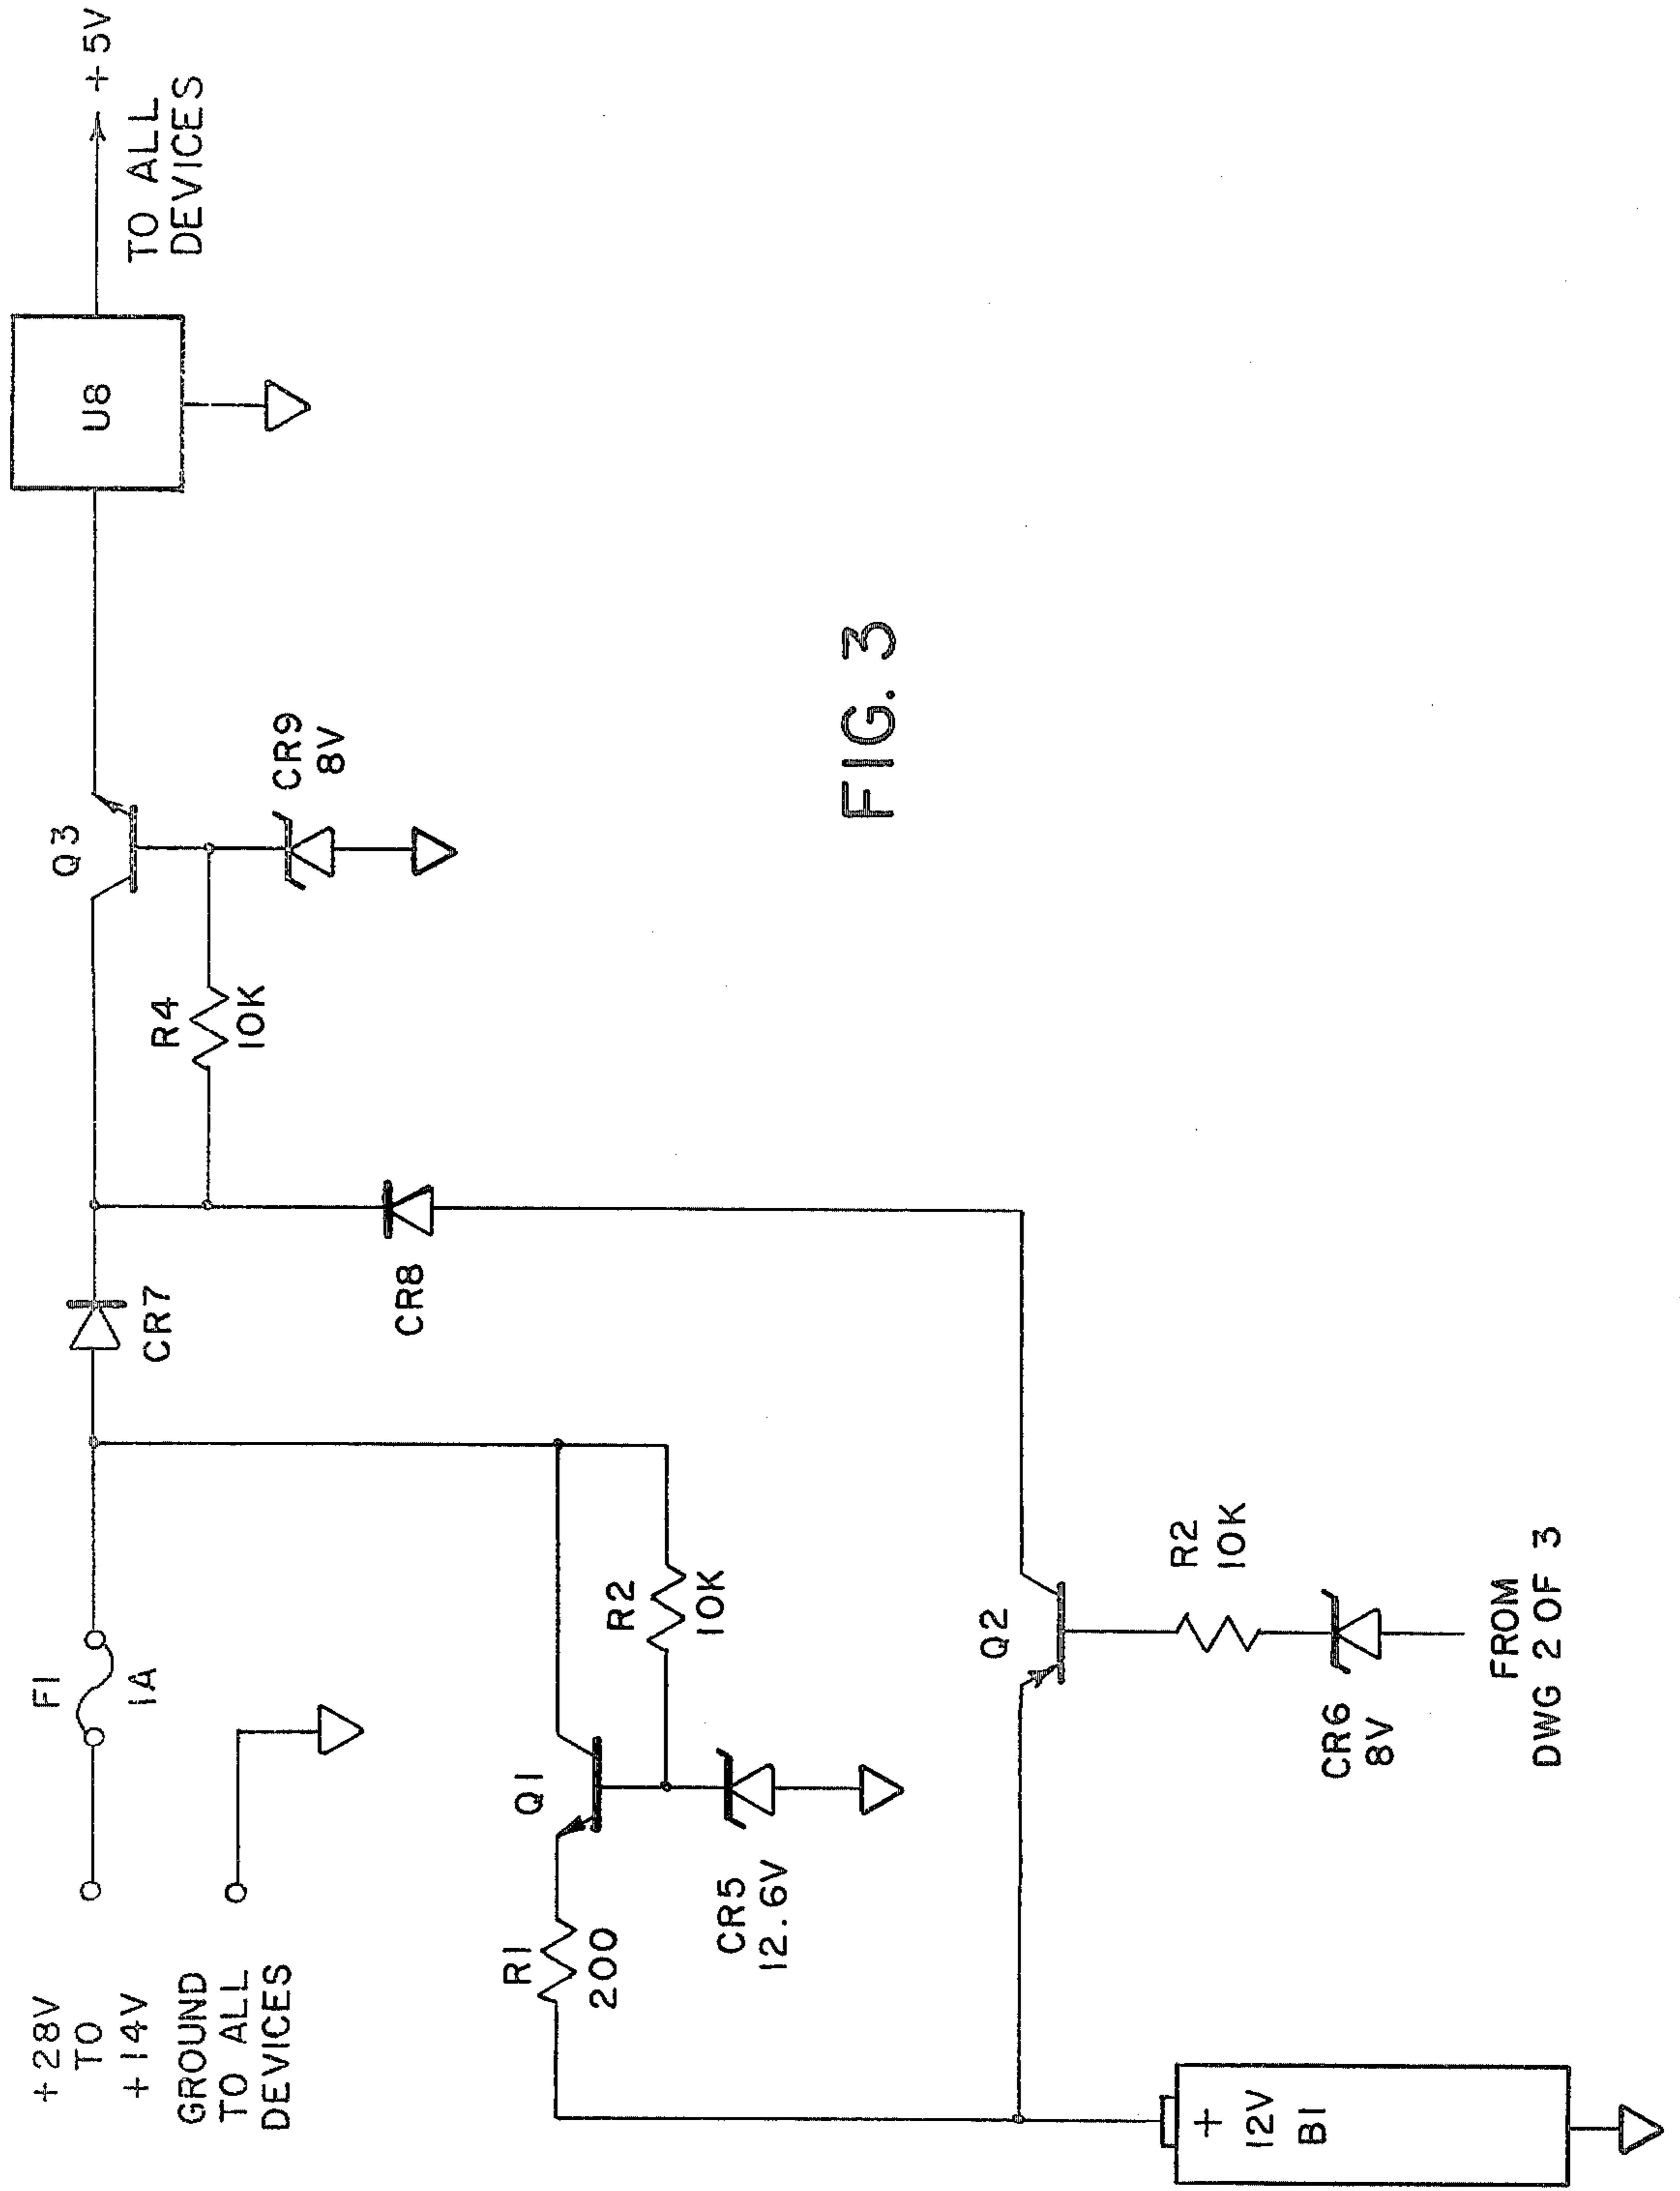 +28V
TO
+14V
GROUND
TO ALL
DEVICES
F1
1A
CR7
Q3
R4
10K
CR9
8V
U8
+5V
TO ALL
DEVICES
CR8
R1
200
Q1
R2
10K
CR5
12.6V
Q2
R2
10K
CR6
8V
FROM
DWG 2 OF 3
+
12V
B1
FIG. 3